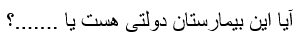 آیا این بیمارستان دولتی هست یا .......؟